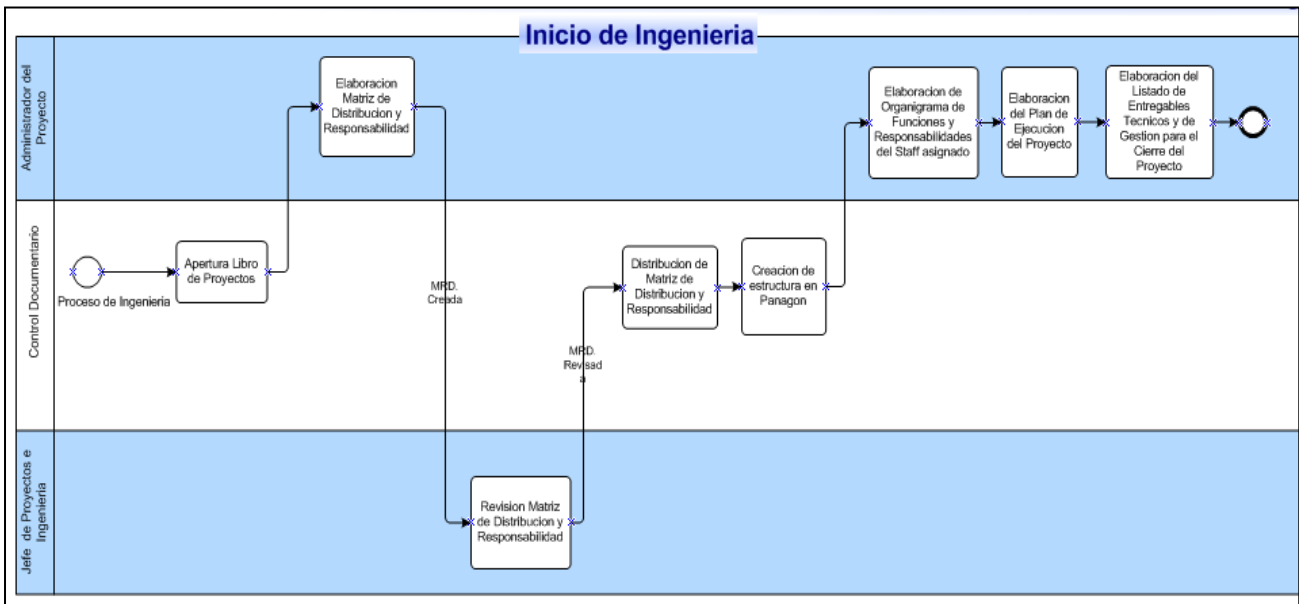 Inicio de Ingenieria
Administrador del
Proyecto
Elaboracion
Matriz de
Distribucion y
Responsabilidad
Elaboracion de
Organigrama de
Funciones y
Responsabilidades
del Staff asignado
Elaboracion
del Plan de
Ejecucion
del Proyecto
Elaboracion del
Listado de
Entregables
Tecnicos y de
Gestion para el
Cierre del
Proyecto
Control Documentario
Proceso de Ingenieria
Apertura Libro
de Proyectos
MRD.
Creada
MRD.
Revisad
a
Distribucion de
Matriz de
Distribucion y
Responsabilidad
Creacion de
estructura en
Panagon
Jefe de Proyectos e
Ingenieria
Revision Matriz
de Distribucion y
Responsabilidad